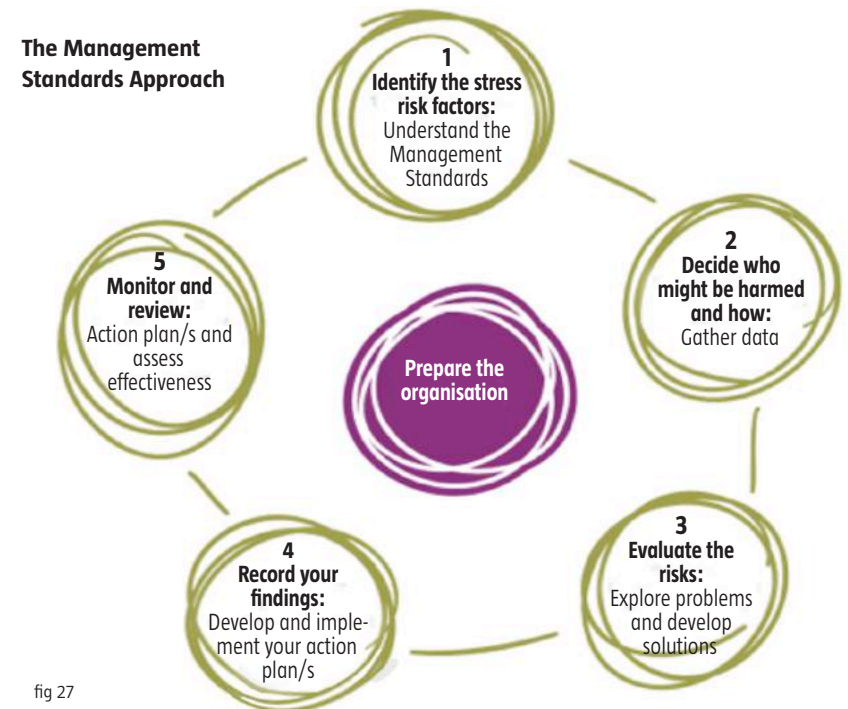 The Management
Standards Approach
1
Identify the stress
risk factors:
Understand the
Management
Standards
2
Decide who
might be harmed
and how:
Gather data
3
Evaluate the
risks:
Explore problems
and develop
solutions
4
Record your
findings:
Develop and imple-
ment your action
plan/s
5
Monitor and
review:
Action plan/s and
assess
effectiveness
Prepare the
organisation
fig 27